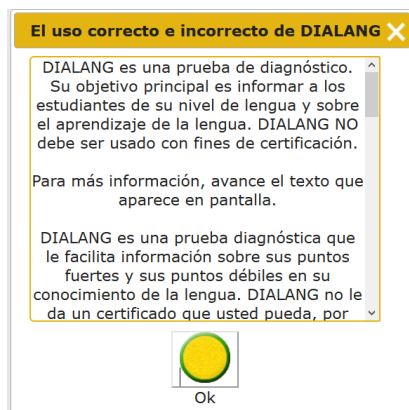 El uso correcto e incorrecto de DIALANG
DIALANG es una prueba de diagnóstico.
Su objetivo principal es informar a los
estudiantes de su nivel de lengua y sobre
el aprendizaje de la lengua. DIALANG NO
debe ser usado con fines de certificación.
Para más información, avance el texto que
aparece en pantalla.
DIALANG es una prueba diagnóstica que
le facilita información sobre sus puntos
fuertes y sus puntos débiles en su
conocimiento de la lengua. DIALANG no le
da un certificado que usted pueda, por
Ok